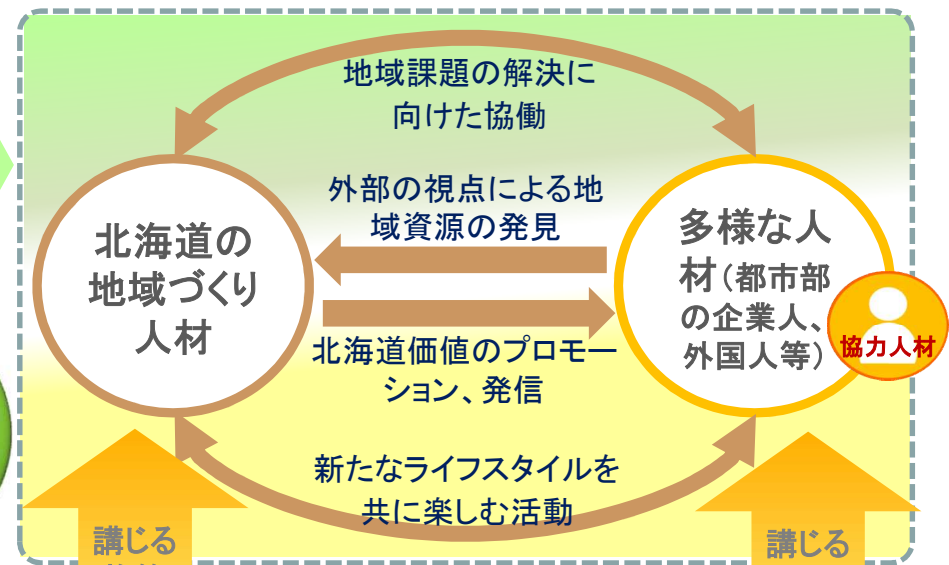 地域課題の解決に
向けた協働
外部の視点による地
域資源の発見
北海道の
地域づくり
人材
多様な人
材（都市部
の企業人、
外国人等）
協力人材
北海道価値のプロモー
ション、発信
新たなライフスタイルを
共に楽しむ活動
講じる
講じる